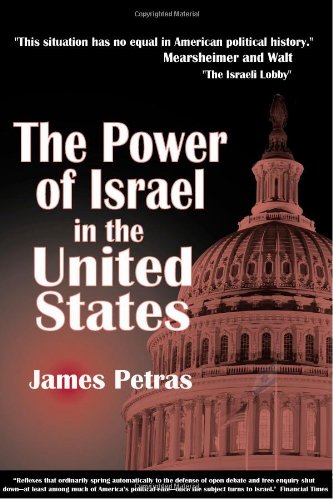 Copyrighted Material
"This situation has no equal in American political history."
Mearsheimer and Walt
"The Israeli Lobby"
The Power
of Israel
in the
United
States
James Petras
"Reflexes that ordinarily spring automatically to the defense of open debate and free enquiry shut
down—at least among much of America's political elite—once the subject turns to Israel." Financial Times
Copyrighted Material